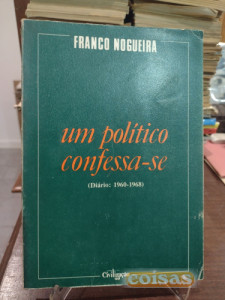 FRANCO NOGUEIRA
um político
confessa-se
(Diário: 1960-1968)
Civilização
coisas